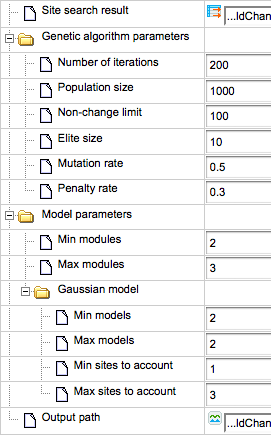 Site search result ...ldChan
Genetic algorithm parameters
Number of iterations 200
Population size 1000
Non-change limit 100
Elite size 10
Mutation rate 0.5
Penalty rate 0.3
Model parameters
Min modules 2
Max modules 3
Gaussian model
Min models 2
Max models 2
Min sites to account 1
Max sites to account 3
Output path ...ldChan